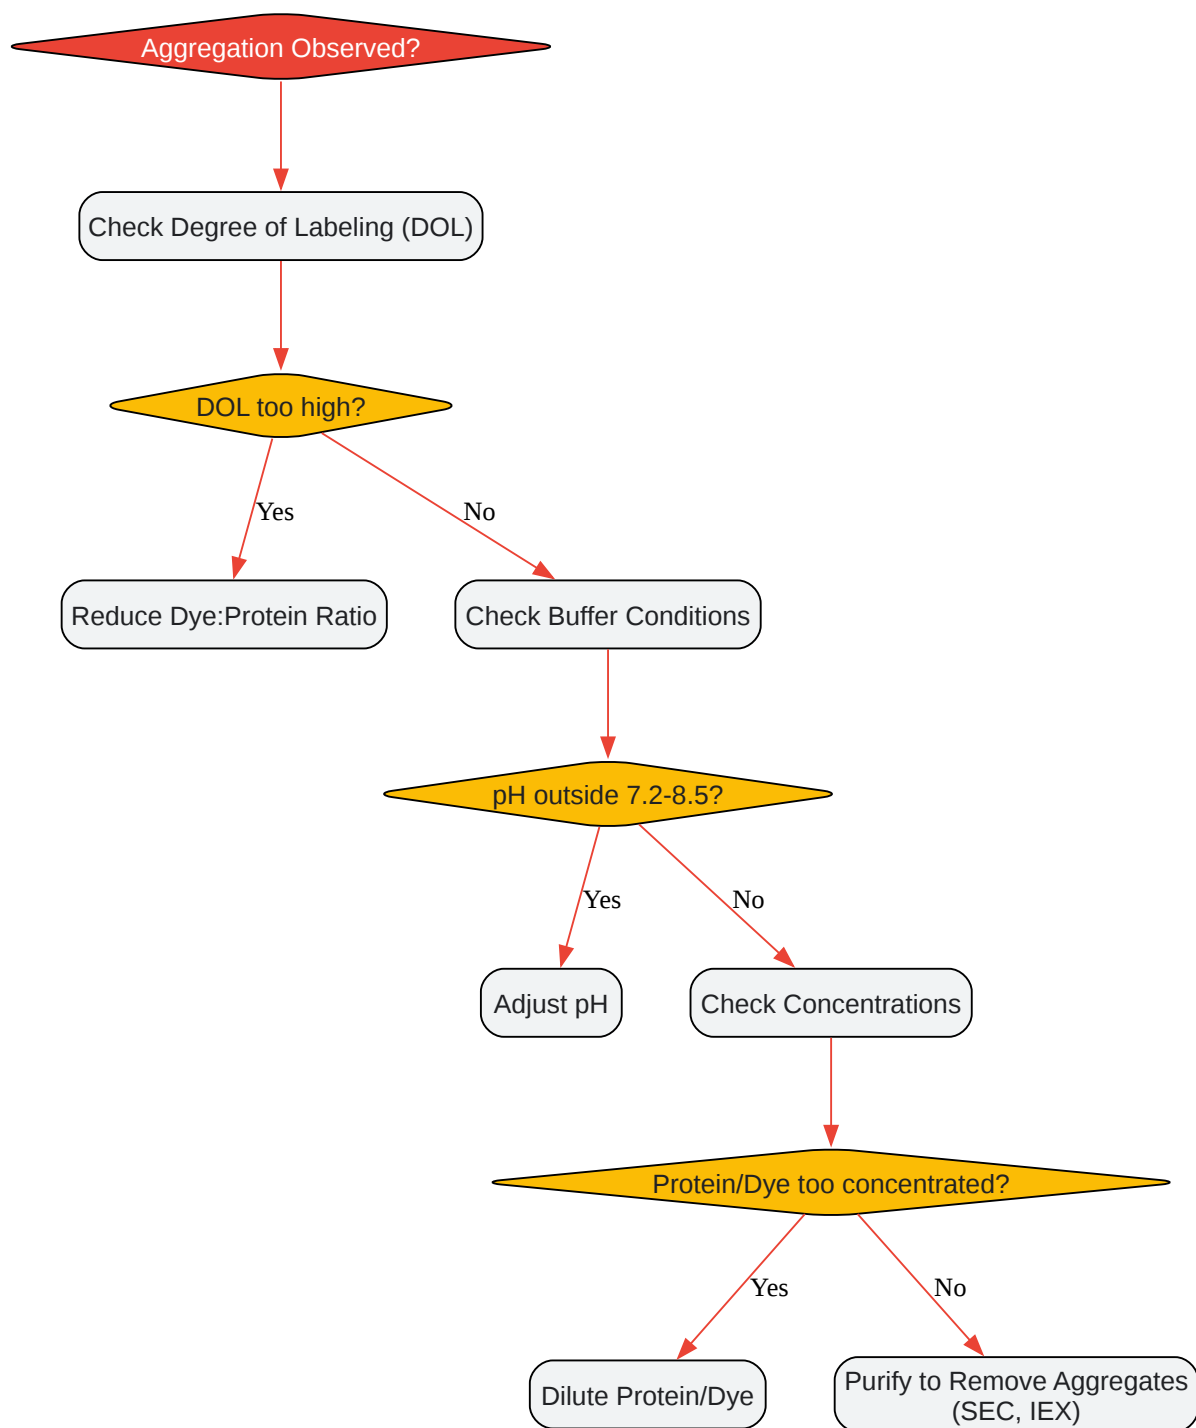 Aggregation Observed?
Check Degree of Labeling (DOL)
DOL too high?
Yes
No
Reduce Dye:Protein Ratio
Check Buffer Conditions
pH outside 7.2-8.5?
Yes
No
Adjust pH
Check Concentrations
Protein/Dye too concentrated?
Yes
No
Dilute Protein/Dye
Purify to Remove Aggregates
(SEC, IEX)